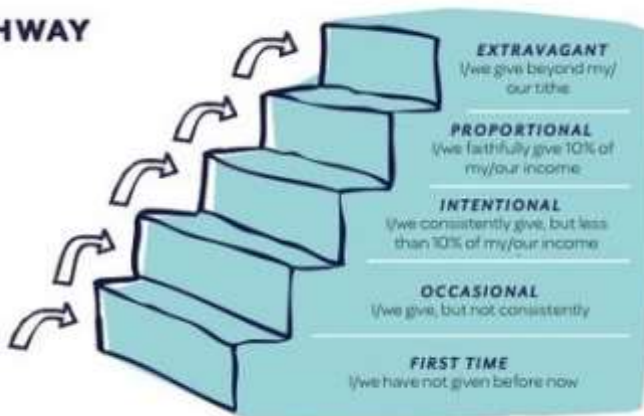 HWAY
EXTRAVAGANT
I/we give beyond my/
our tithe
PROPORTIONAL
I/we faithfully give 10% of
my/our income
INTENTIONAL
I/we consistently give, but less
than 10% of my/our income
OCCASIONAL
I/we give, but not consistently
FIRST TIME
I/we have not given before now